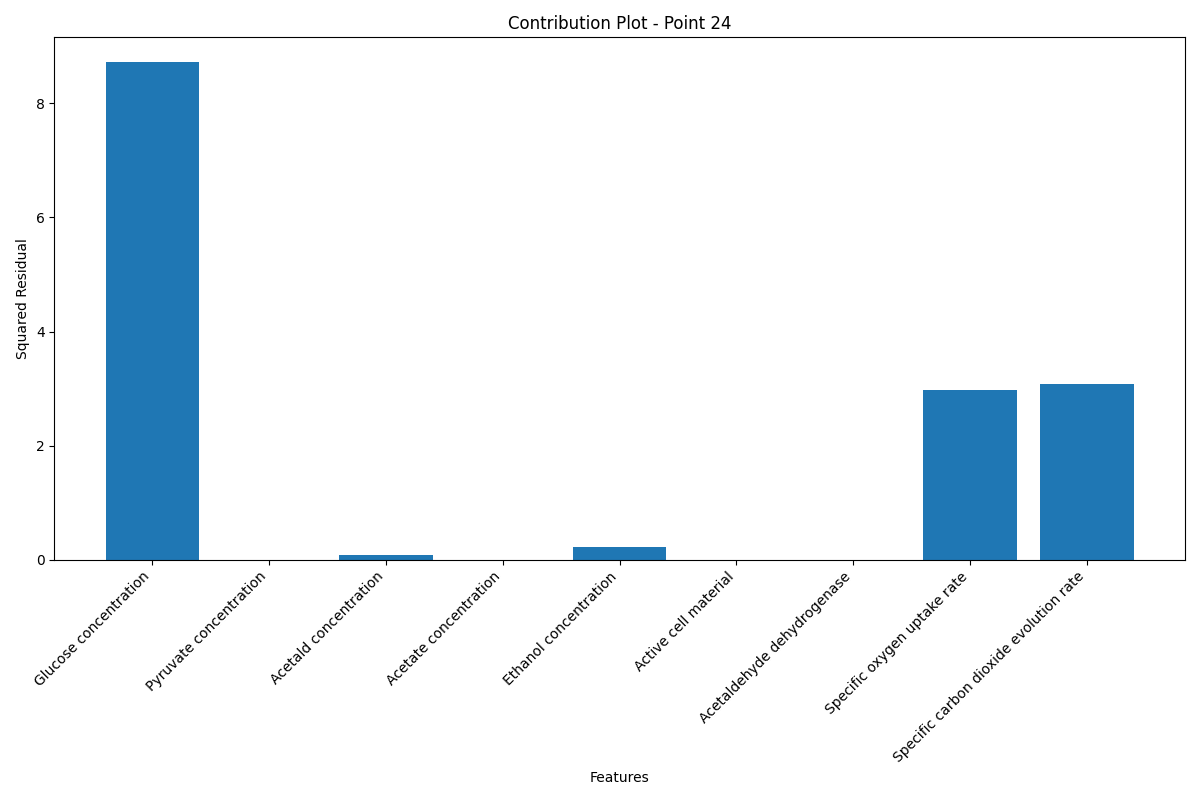 Contribution Plot - Point 24
Squared Residual
8
6
4
2
0
Glucose concentration
Pyruvate concentration
Acetald concentration
Acetate concentration
Ethanol concentration
Active cell material
Acetaldehyde dehydrogenase
Specific oxygen uptake rate
Specific carbon dioxide evolution rate
Features